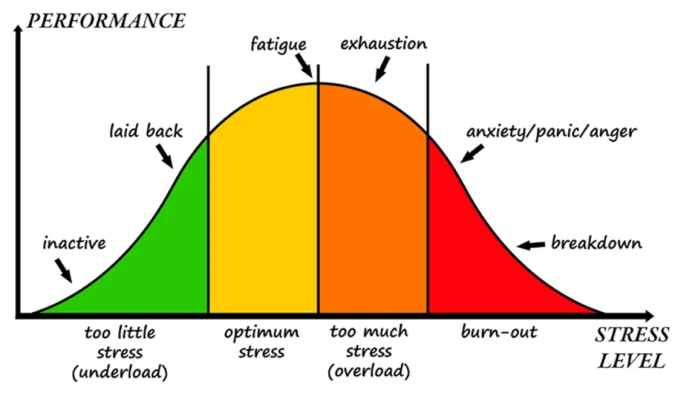 PERFORMANCE
fatigue
exhaustion
laid back
anxiety/panic/anger
inactive
breakdown
too little
stress
(underload)
optimum
stress
too much
stress
(overload)
burn-out
STRESS
LEVEL